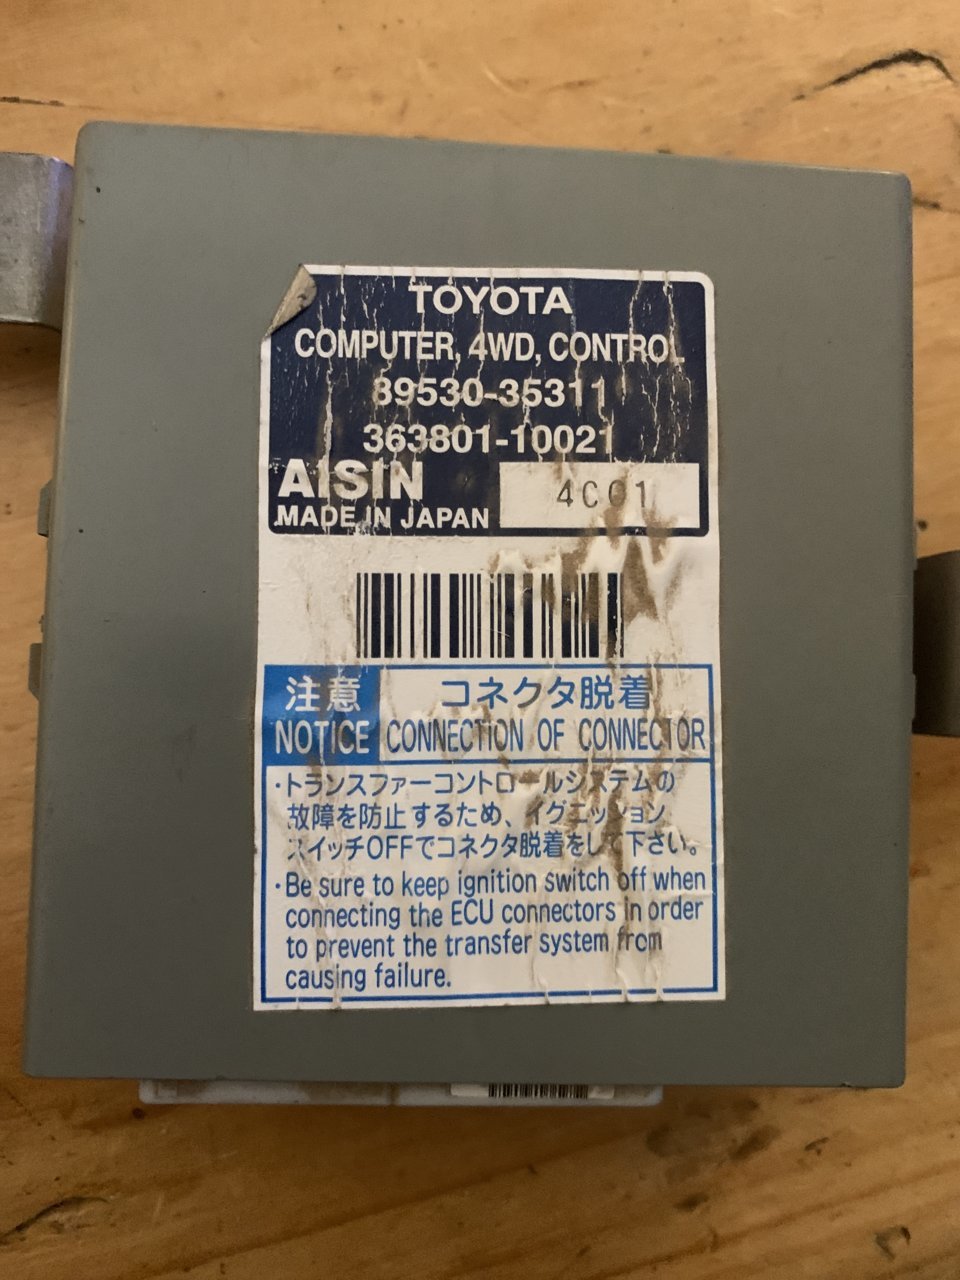 TOYOTA
COMPUTER, 4WD, CONTROL
89530-35311
363801-10021
AISIN
MADE IN JAPAN
注意
コネクタ脱着
NOTICE
CONNECTION OF CONNECTOR
・トランスファーコントロールシステムの
故障を防止するため、イグニッション
スイッチOFFでコネクタ脱着をして下さい。
・Be sure to keep ignition switch off when
connecting the ECU connectors in order
to prevent the transfer system from
causing failure.